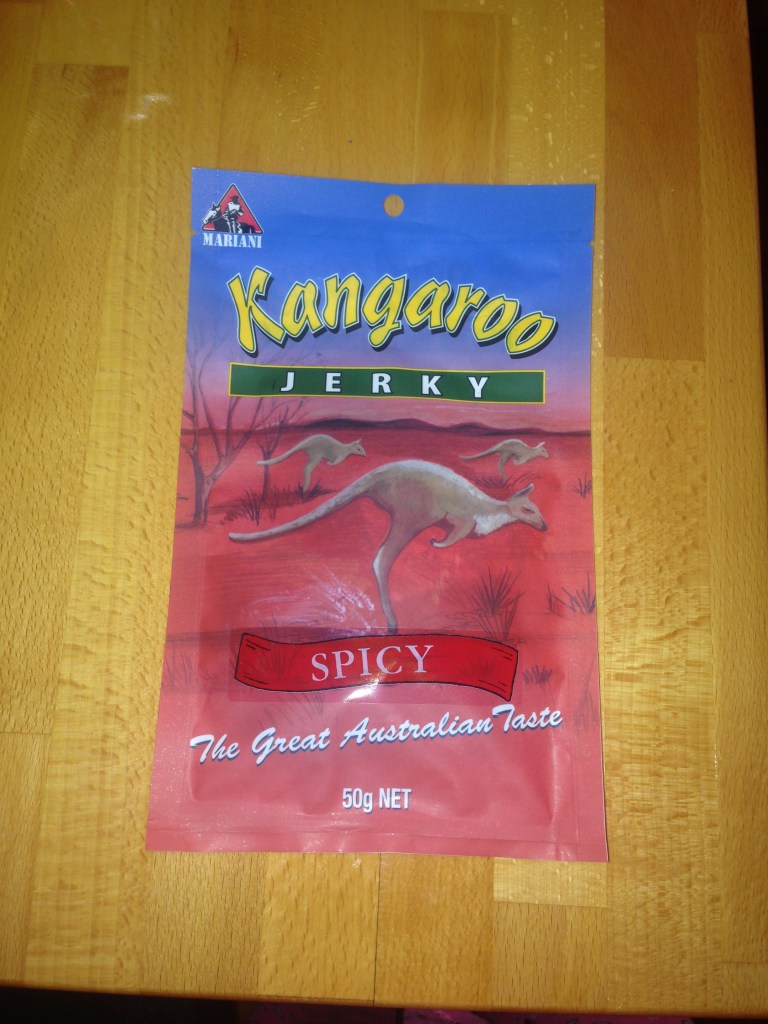 MARIANI
Kangaroo
JERKY
SPICY
The Great Australian Taste
50g NET